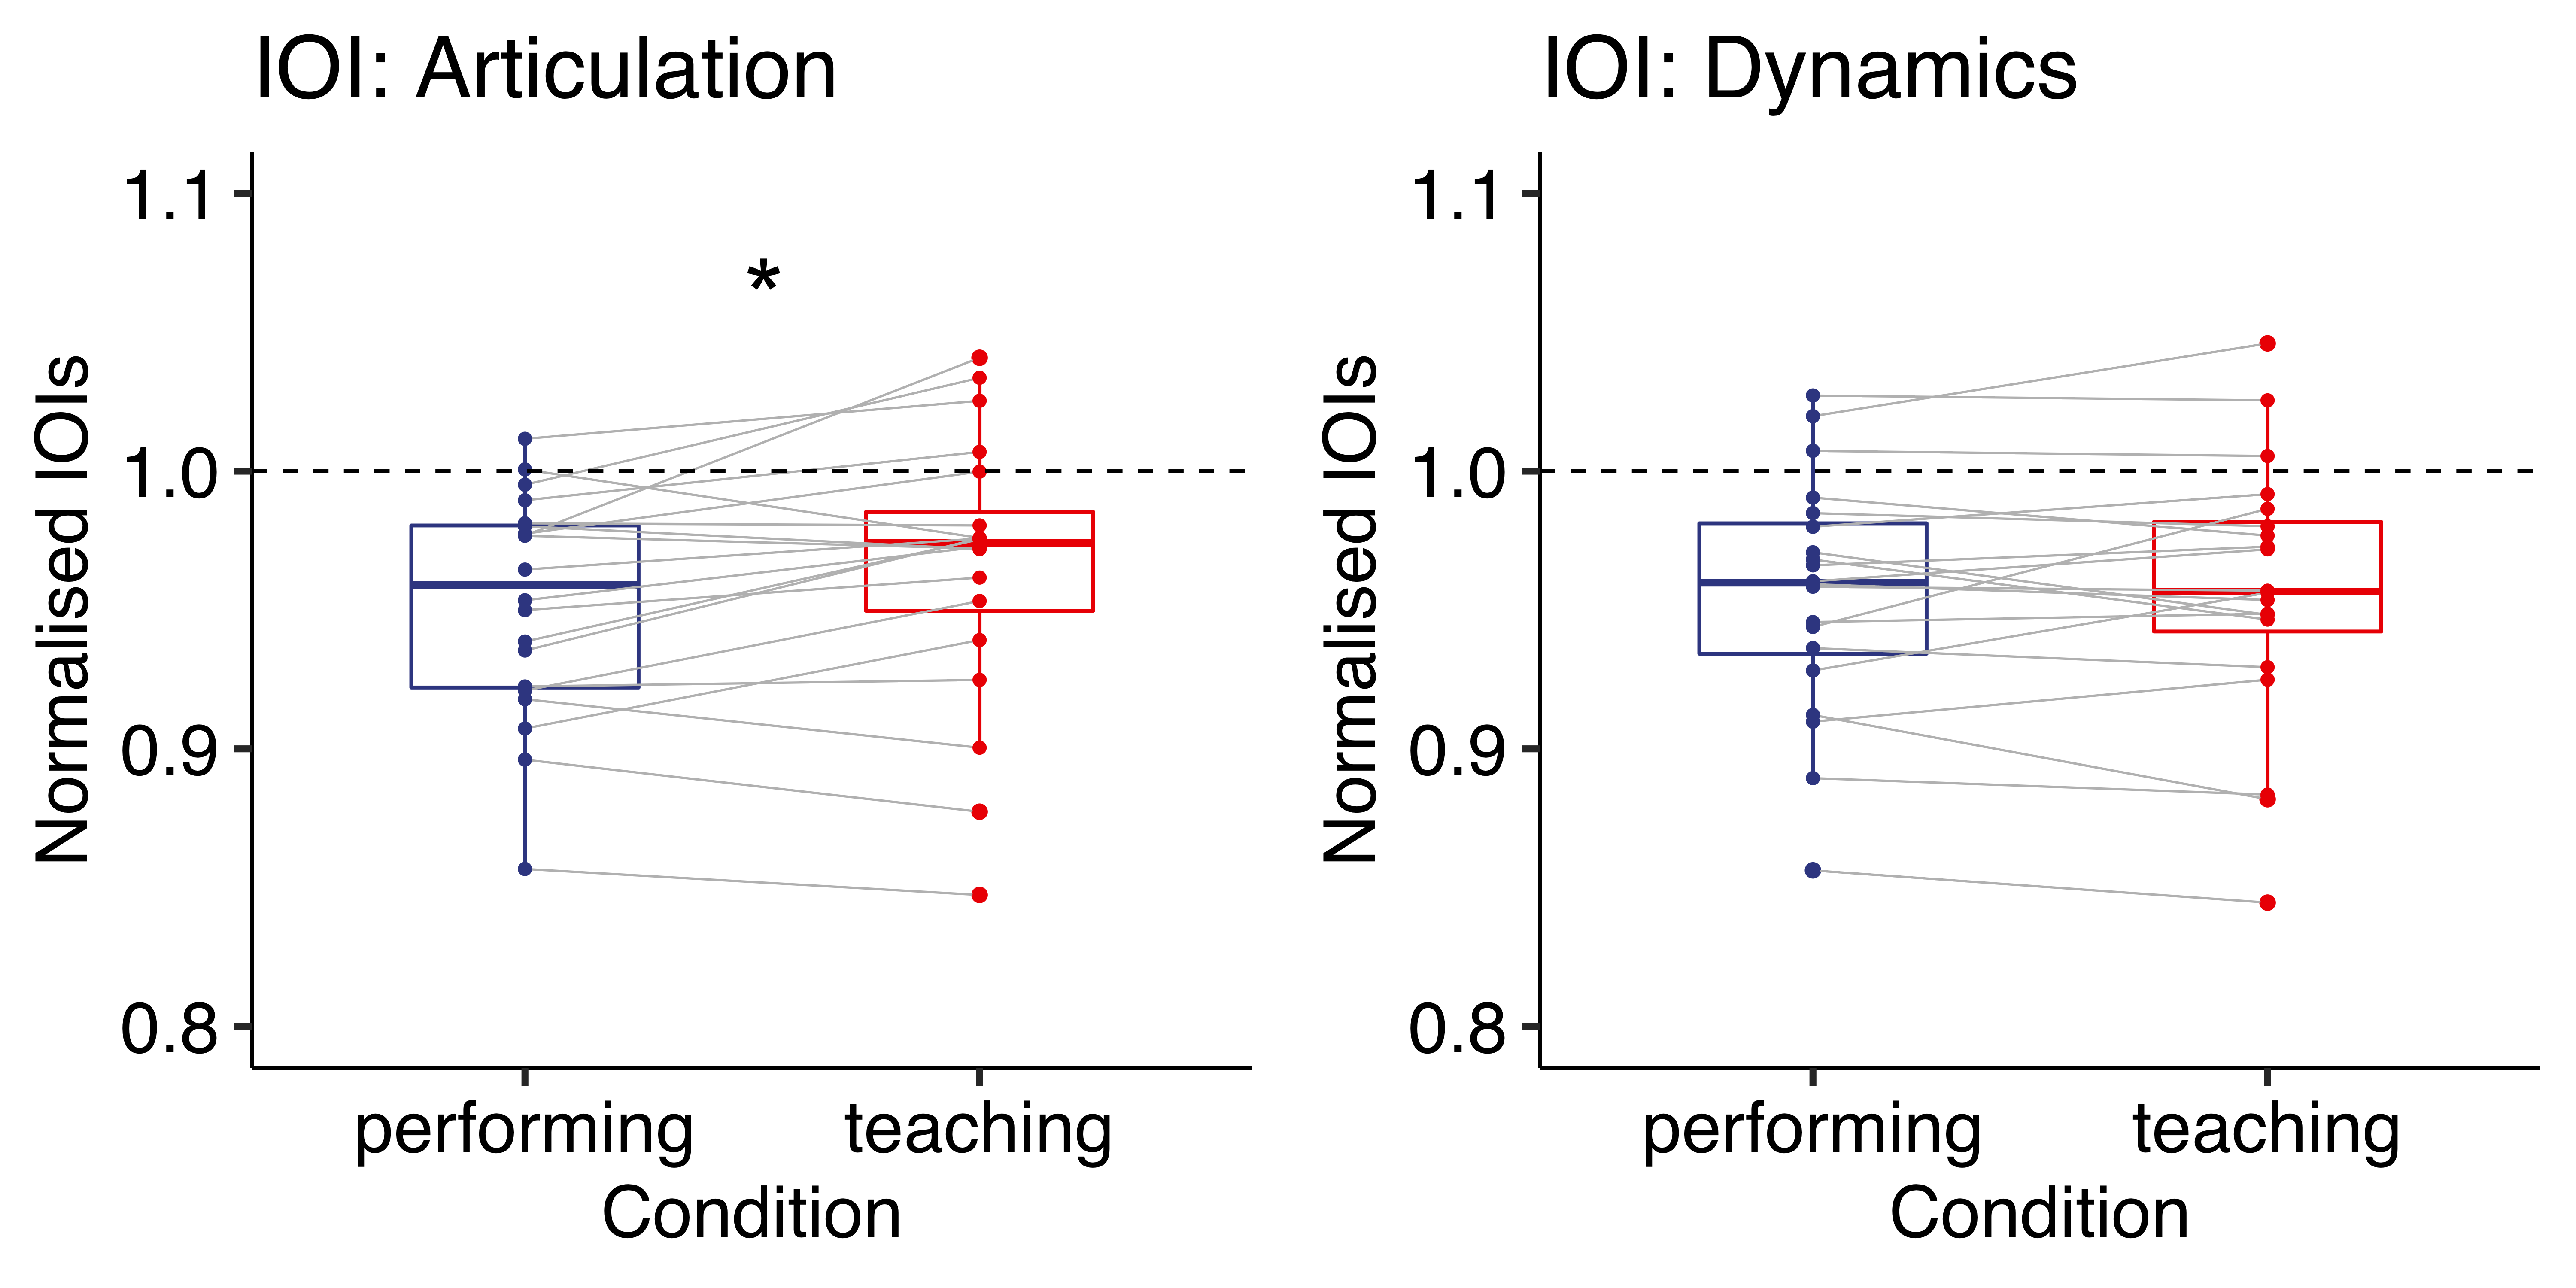 IOI: Articulation
Normalised IOIs
1.1
1.0
0.9
0.8
*
performing teaching
Condition
IOI: Dynamics
Normalised IOIs
1.1
1.0
0.9
0.8
performing teaching
Condition